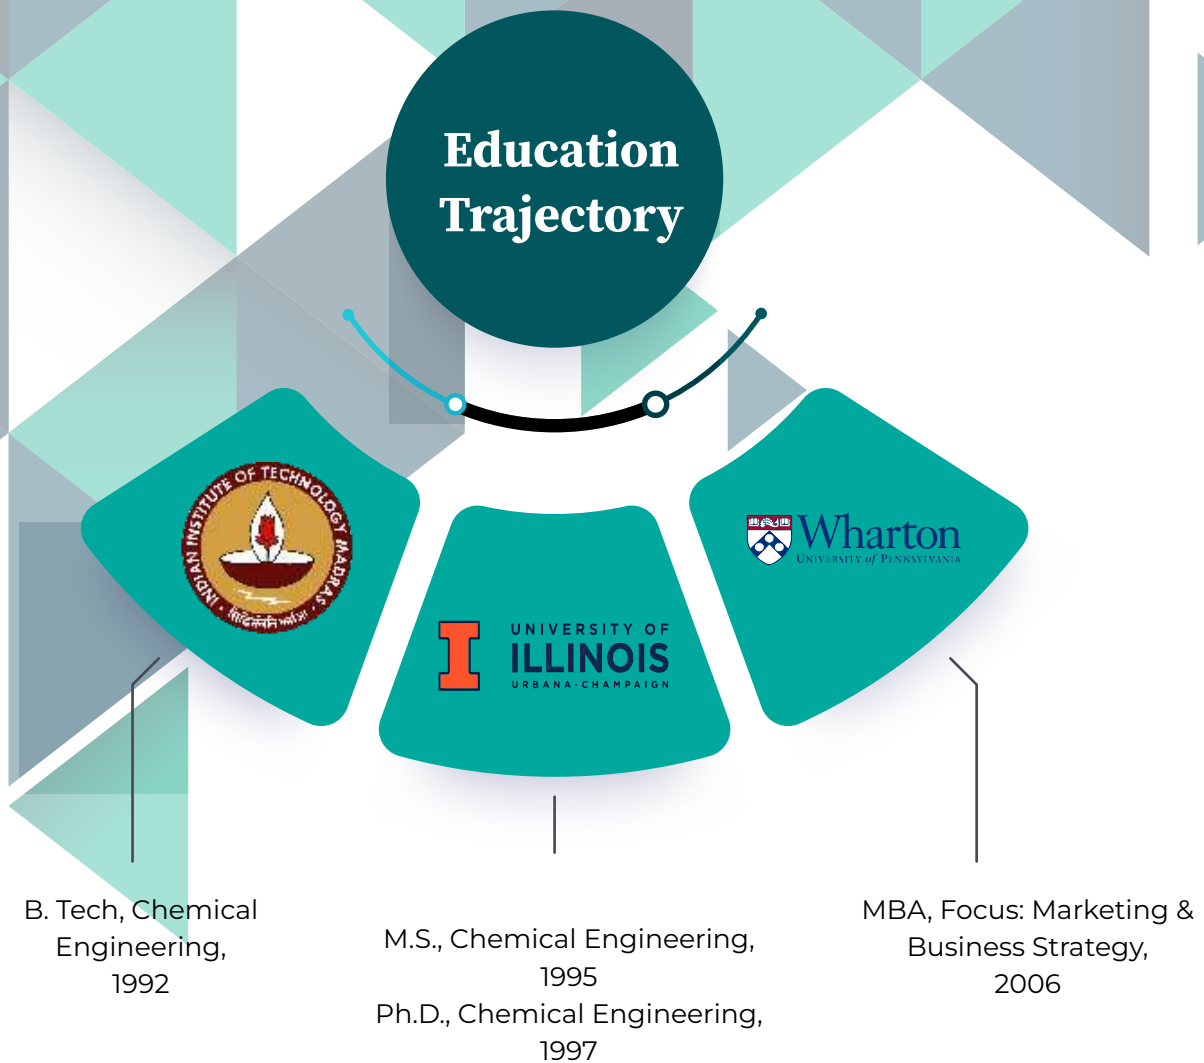 Education
Trajectory
INDIAN INSTITUTE OF TECHNOLOGY MADRAS
UNIVERSITY OF
ILLINOIS
URBANA-CHAMPAIGN
Wharton
UNIVERSITY of PENNSYLVANIA
B. Tech, Chemical
Engineering,
1992
M.S., Chemical Engineering,
1995
Ph.D., Chemical Engineering,
1997
MBA, Focus: Marketing &
Business Strategy,
2006